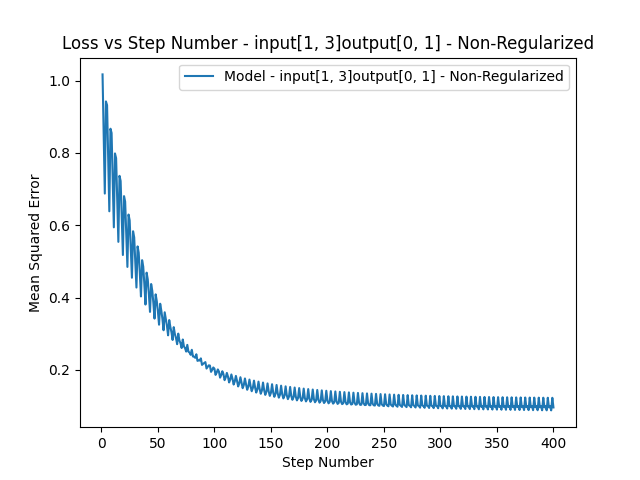 Loss vs Step Number - input[1, 3]output[0, 1] - Non-Regularized
Model - input[1, 3]output[0, 1] - Non-Regularized
1.0
0.8
0.6
0.4
0.2
Mean Squared Error
0 50 100 150 200 250 300 350 400
Step Number